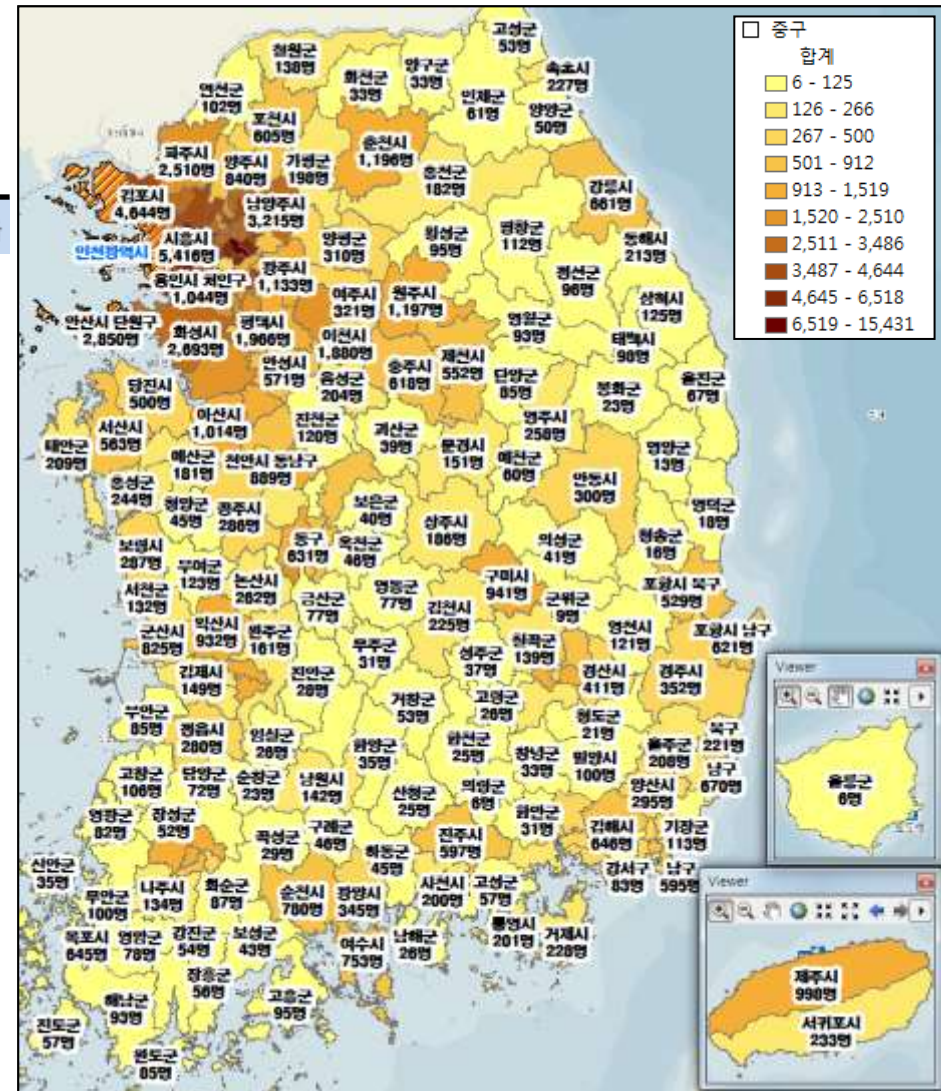 중구
합계
6 - 125
126 - 266
267 - 500
501 - 912
913 - 1,519
1,520 - 2,510
2,511 - 3,486
3,487 - 4,644
4,645 - 6,518
6,519 - 15,431
고성군
53명
철원군
138명
화천군
33명
양구군
33명
속초시
227명
연천군
102명
인제군
61명
양양군
50명
포천시
605명
춘천시
1,196명
파주시
2,510명
양주시
840명
가평군
198명
홍천군
182명
강릉시
661명
김포시
4,644명
남양주시
3,215명
인천광역시
시흥시
5,416명
양평군
310명
횡성군
95명
평창군
112명
동해시
213명
용인시 처인구
1,044명
광주시
1,133명
정선군
96명
여주시
321명
원주시
1,197명
삼척시
125명
안산시 단원구
2,850명
화성시
2,693명
평택시
1,966명
이천시
1,880명
영월군
93명
태백시
98명
안성시
571명
음성군
204명
충주시
618명
제천시
552명
단양군
85명
봉화군
23명
울진군
67명
당진시
500명
아산시
1,014명
진천군
120명
괴산군
39명
영주시
258명
서산시
563명
태안군
209명
예산군
181명
천안시 동남구
889명
문경시
151명
예천군
60명
영양군
13명
안동시
300명
홍성군
244명
청양군
45명
공주시
286명
보은군
40명
상주시
186명
영덕군
18명
청송군
16명
보령시
287명
동구
631명
옥천군
46명
의성군
41명
부여군
123명
논산시
262명
구미시
941명
포항시 북구
529명
서천군
132명
금산군
77명
영동군
77명
김천시
225명
군위군
9명
영천시
121명
포항시 남구
621명
군산시
825명
익산시
932명
완주군
161명
무주군
31명
성주군
37명
칠곡군
139명
경산시
411명
경주시
352명
김제시
149명
진안군
28명
거창군
53명
고령군
26명
청도군
21명
부안군
85명
정읍시
280명
임실군
26명
함양군
35명
합천군
25명
창녕군
33명
밀양시
100명
울주군
208명
북구
221명
고창군
106명
담양군
72명
순창군
23명
남원시
142명
산청군
25명
의령군
6명
양산시
295명
남구
670명
영광군
82명
장성군
52명
곡성군
29명
구례군
46명
진주시
597명
함안군
31명
김해시
646명
기장군
113명
하동군
45명
신안군
35명
무안군
100명
나주시
134명
화순군
87명
순천시
780명
광양시
345명
사천시
200명
고성군
57명
강서구
83명
남구
595명
목포시
645명
영암군
78명
강진군
54명
보성군
43명
여수시
753명
남해군
26명
통영시
201명
거제시
228명
장흥군
56명
해남군
93명
고흥군
95명
진도군
57명
완도군
85명
Viewer
울릉군
6명
Viewer
제주시
998명
서귀포시
233명